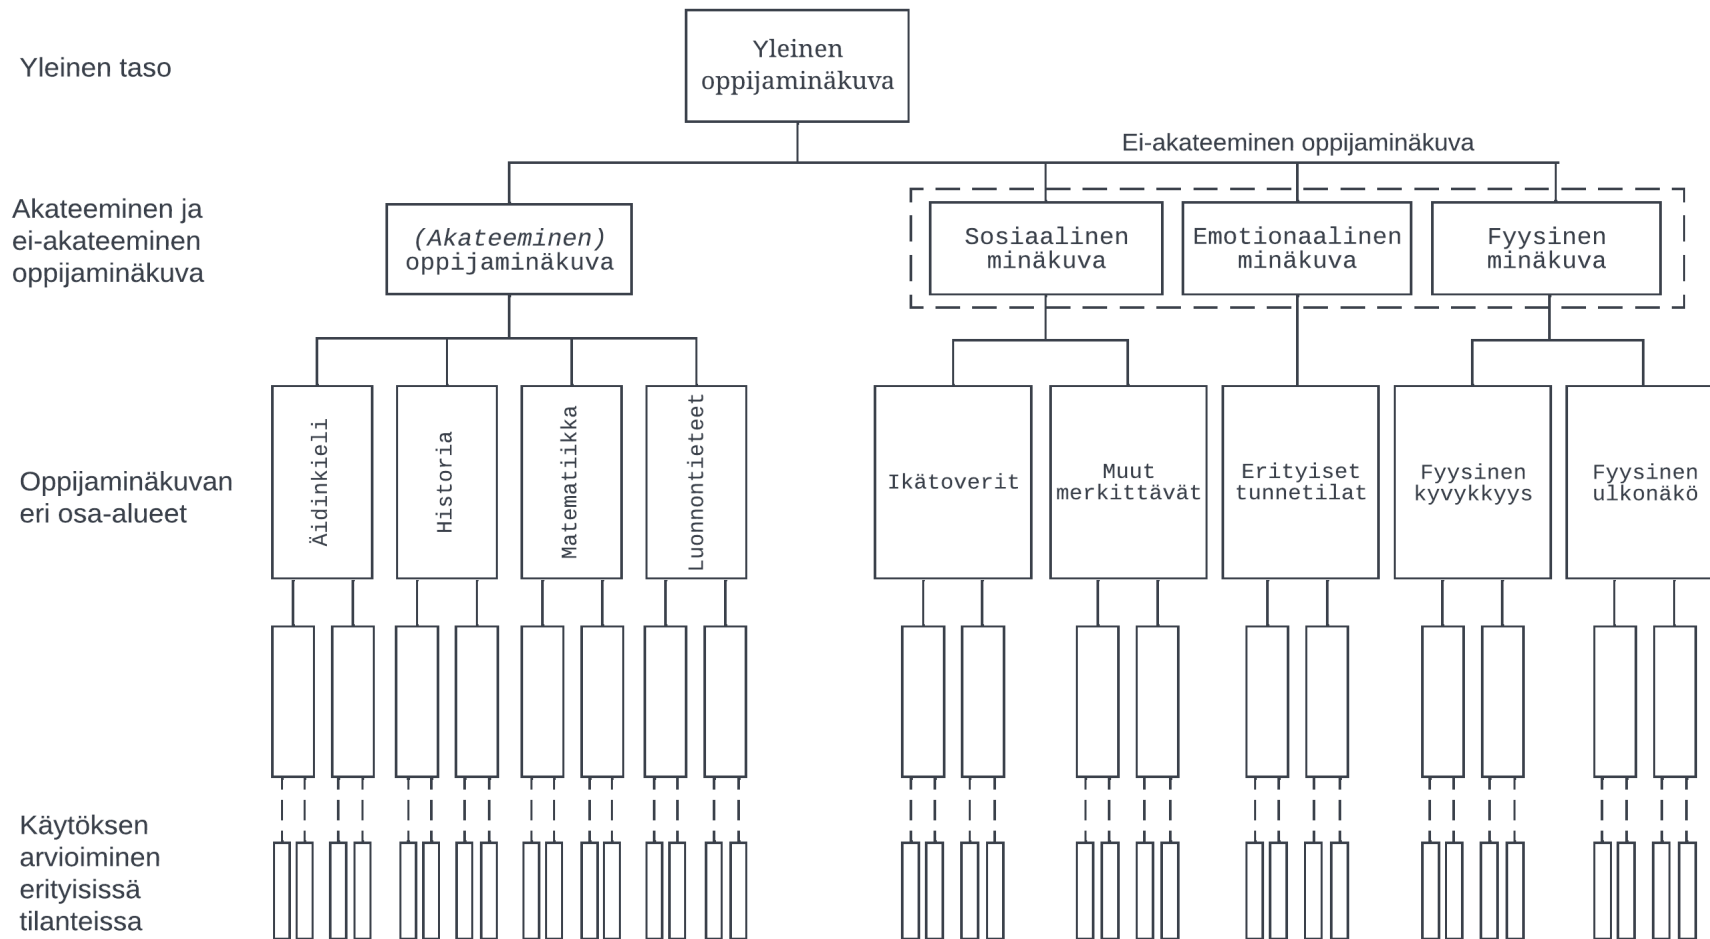 Yleinen taso
Yleinen
oppijaminäkuva
Ei-akateeminen oppijaminäkuva
Akateeminen ja
ei-akateeminen
oppijaminäkuva
(Akateeminen)
oppijaminäkuva
Sosiaalinen
minäkuva
Emotionaalinen
minäkuva
Fyysinen
minäkuva
Oppijaminäkuvan
eri osa-alueet
Äidinkieli
Historia
Matematiikka
Luonnontieteet
Ikätoverit
Muut
merkittävät
Erityiset
tunnetilat
Fyysinen
kyvykkyys
Fyysinen
ulkonäkö
Käytöksen
arvioiminen
erityisissä
tilanteissa